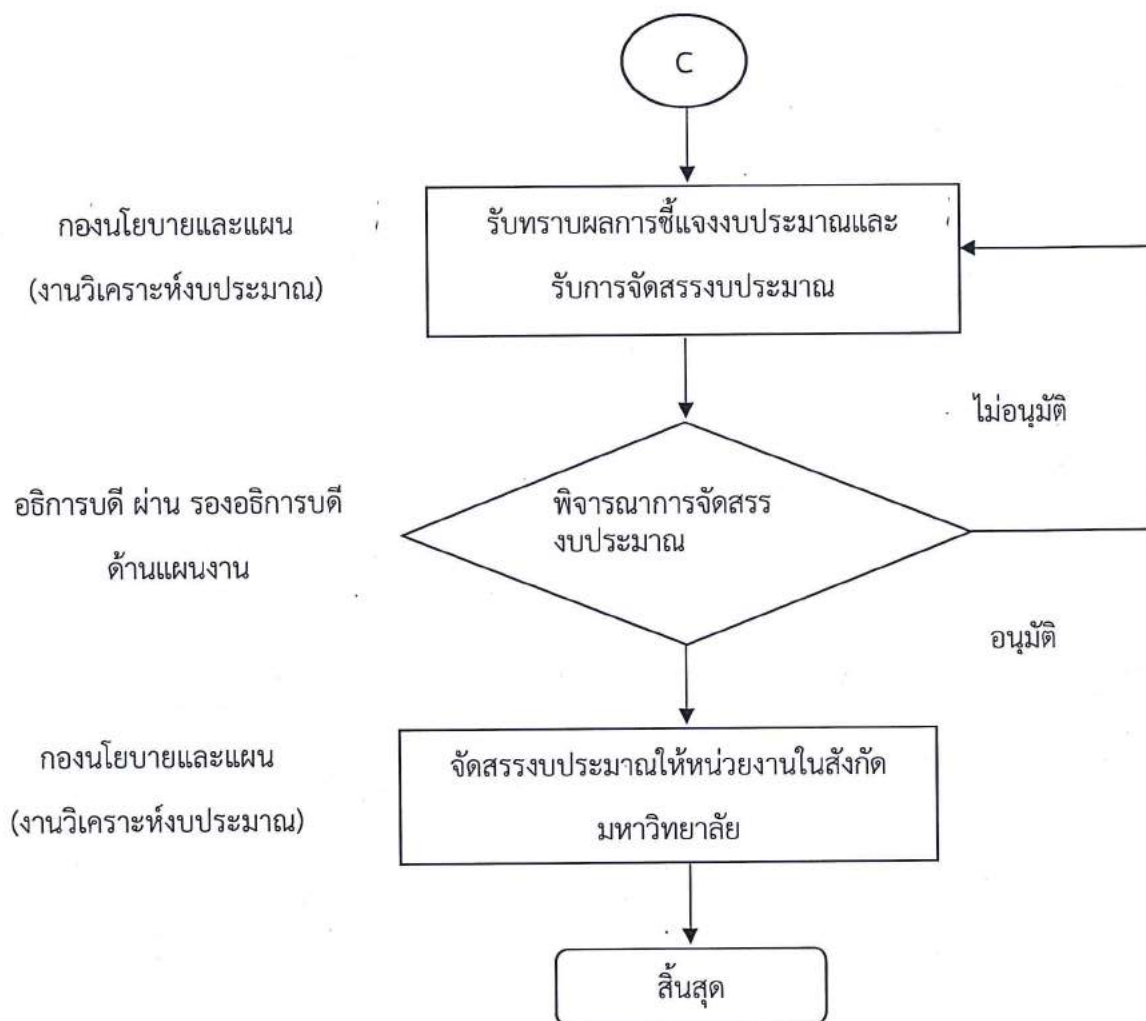 C
กองนโยบายและแผน
(งานวิเคราะห์งบประมาณ)
รับทราบผลการชี้แจงงบประมาณและ
รับการจัดสรรงบประมาณ
ไม่อนุมัติ
อธิการบดี ผ่าน รองอธิการบดี
ด้านแผนงาน
พิจารณาการจัดสรร
งบประมาณ
อนุมัติ
กองนโยบายและแผน
(งานวิเคราะห์งบประมาณ)
จัดสรรงบประมาณให้หน่วยงานในสังกัด
มหาวิทยาลัย
สิ้นสุด